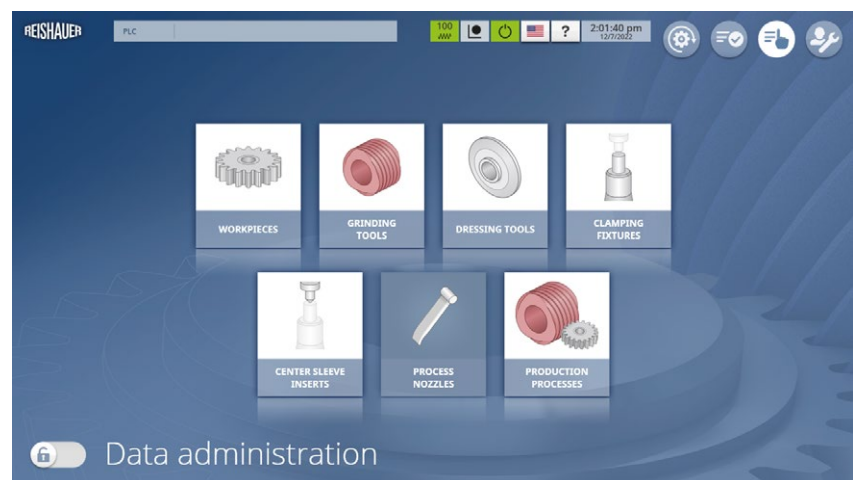 REISHAUER
PLC
100
?
2:01:40 pm
12/7/2022
WORKPIECES
GRINDING
TOOLS
DRESSING TOOLS
CLAMPING
FIXTURES
CENTER SLEEVE
INSERTS
PROCESS
NOZZLES
PRODUCTION
PROCESSES
Data administration